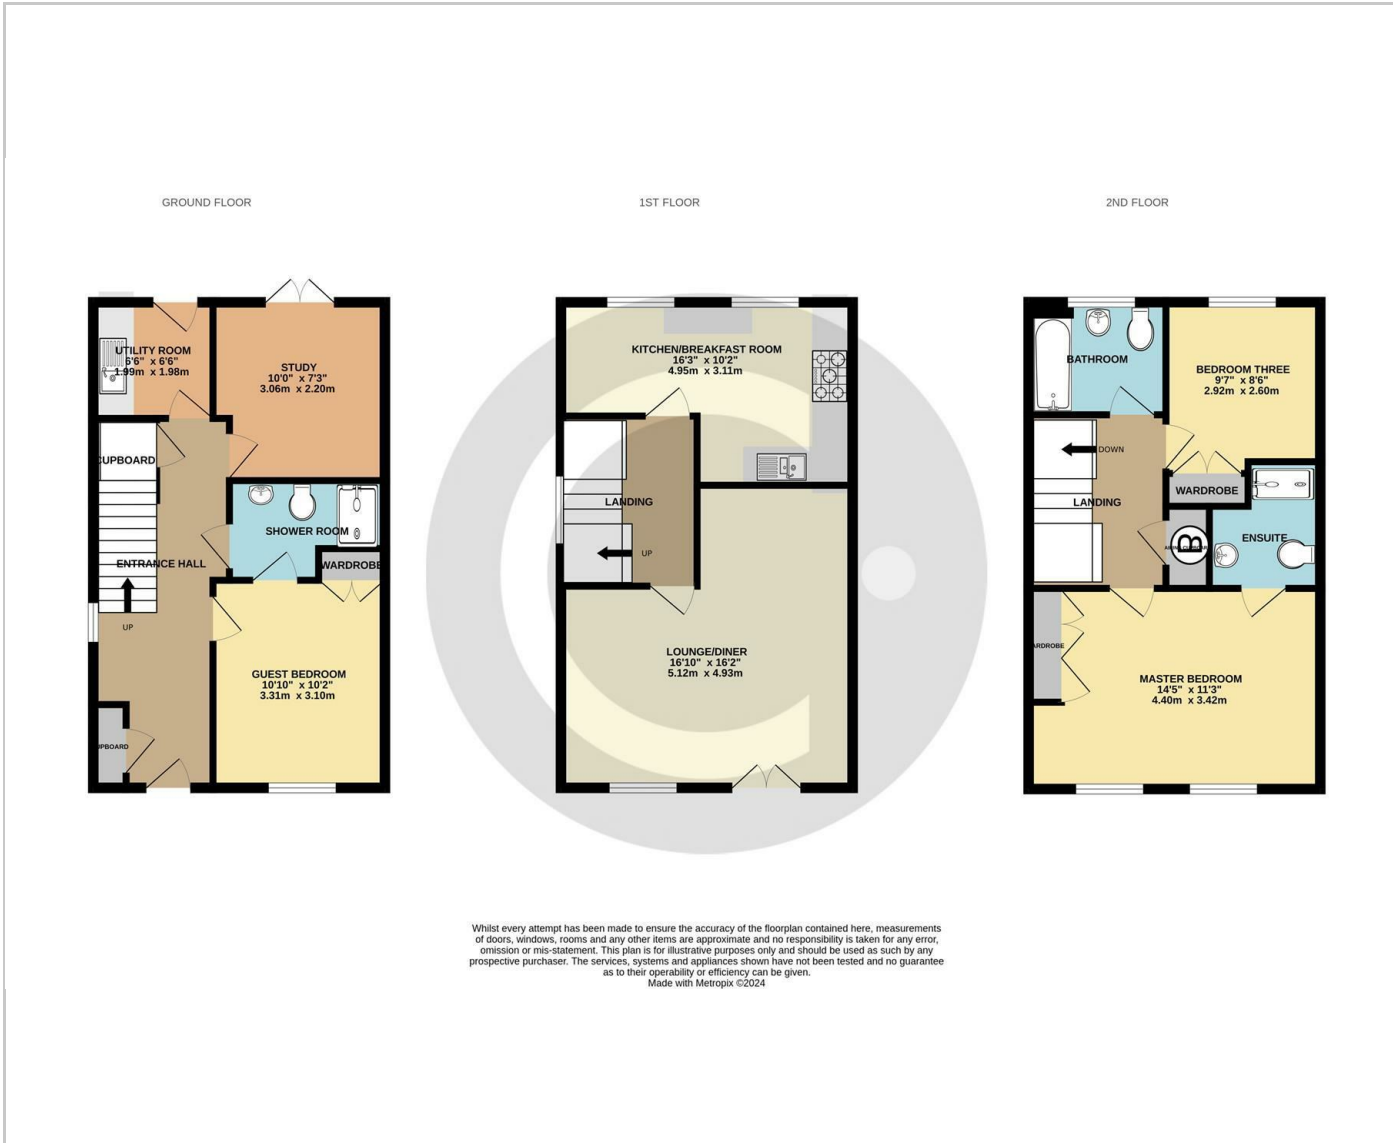 GROUND FLOOR
1ST FLOOR
2ND FLOOR
UTILITY ROOM
6'6" x 6'6"
1.99m x 1.98m
STUDY
10'0" x 7'3"
3.06m x 2.20m
CUPBOARD
SHOWER ROOM
ENTRANCE HALL
WARDROBE
UP
GUEST BEDROOM
10'10" x 10'2"
3.31m x 3.10m
UPBOARD
KITCHEN/BREAKFAST ROOM
16'3" x 10'2"
4.95m x 3.11m
LANDING
UP
LOUNGE/DINER
16'10" x 16'2"
5.12m x 4.93m
BATHROOM
BEDROOM THREE
9'7" x 8'6"
2.92m x 2.60m
DOWN
WARDROBE
LANDING
B
ENSUITE
ARDROBE
MASTER BEDROOM
14'5" x 11'3"
4.40m x 3.42m
Whilst every attempt has been made to ensure the accuracy of the floorplan contained here, measurements
of doors, windows, rooms and any other items are approximate and no responsibility is taken for any error,
omission or mis-statement. This plan is for illustrative purposes only and should be used as such by any
prospective purchaser. The services, systems and appliances shown have not been tested and no guarantee
as to their operability or efficiency can be given.
Made with Metropix ©2024